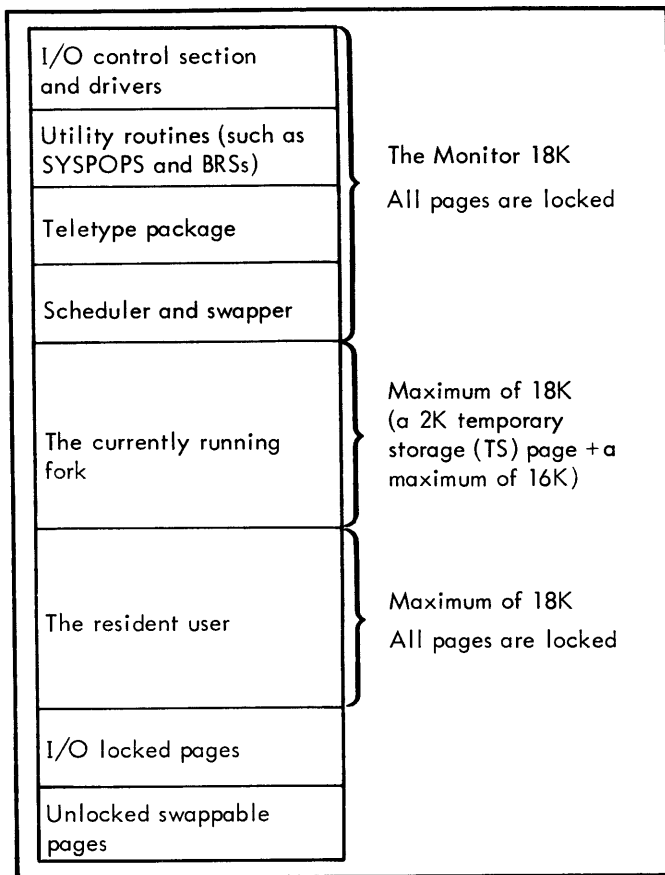 I/O control section
and drivers
Utility routines (such as
SYSPOPS and BRSs)
Teletype package
Scheduler and swapper
The Monitor 18K
All pages are locked
The currently running
fork
Maximum of 18K
(a 2K temporary
storage (TS) page +a
maximum of 16K)
The resident user
Maximum of 18K
All pages are locked
I/O locked pages
Unlocked swappable
pages